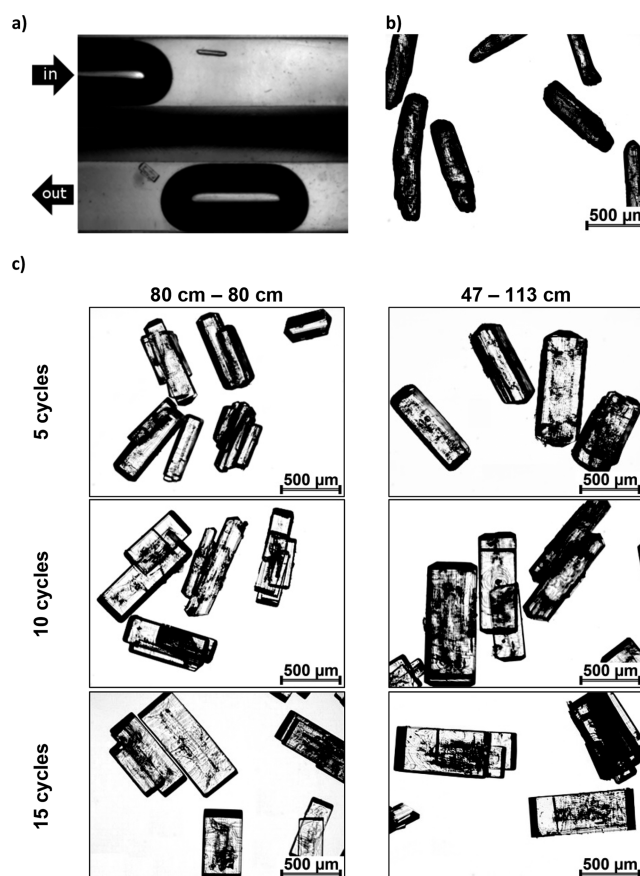 a)
b)
in
out
500 µm
c)
80 cm – 80 cm
47 – 113 cm
5 cycles
500 µm
500 µm
10 cycles
500 µm
500 µm
15 cycles
500 µm
500 µm